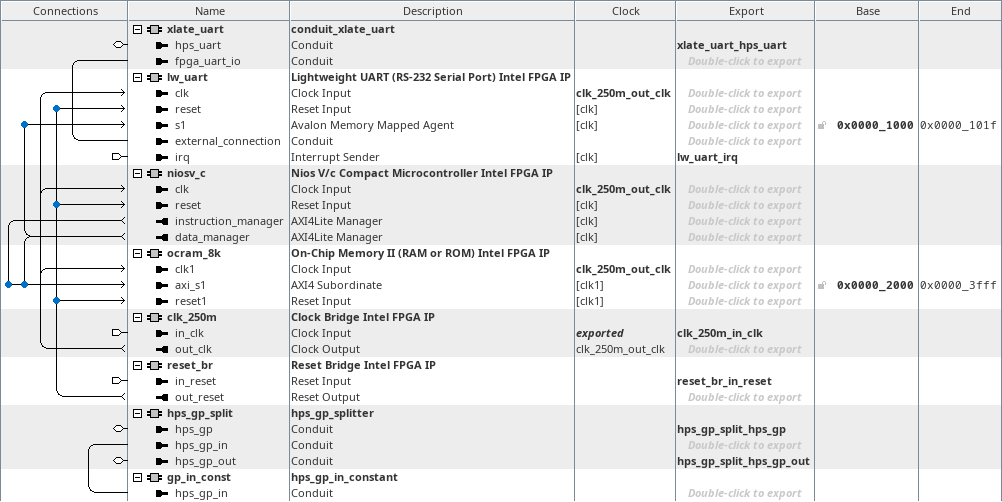 Connections Name Description Clock Export Base End
xlate_uart conduit_xlate_uart
hps_uart Conduit xlate_uart_hps_uart
fpga_uart_io Conduit Double-click to export
lw_uart Lightweight UART (RS-232 Serial Port) Intel FPGA IP
clk Clock Input clk_250m_out_clk Double-click to export
reset Reset Input [clk] Double-click to export
s1 Avalon Memory Mapped Agent [clk] Double-click to export 0x0000_1000 0x0000_101f
external_connection Conduit Double-click to export
irq Interrupt Sender [clk] lw_uart_irq
niosv_c Nios V/c Compact Microcontroller Intel FPGA IP
clk Clock Input clk_250m_out_clk Double-click to export
reset Reset Input [clk] Double-click to export
instruction_manager AXI4Lite Manager [clk] Double-click to export
data_manager AXI4Lite Manager [clk] Double-click to export
ocram_8k On-Chip Memory II (RAM or ROM) Intel FPGA IP
clk1 Clock Input clk_250m_out_clk Double-click to export
axi_s1 AXI4 Subordinate [clk1] Double-click to export 0x0000_2000 0x0000_3fff
reset1 Reset Input [clk1] Double-click to export
clk_250m Clock Bridge Intel FPGA IP
in_clk Clock Input exported clk_250m_in_clk
out_clk Clock Output clk_250m_out_clk Double-click to export
reset_br Reset Bridge Intel FPGA IP
in_reset Reset Input reset_br_in_reset
out_reset Reset Output Double-click to export
hps_gp_split hps_gp_splitter
hps_gp Conduit hps_gp_split_hps_gp
hps_gp_in Conduit Double-click to export
hps_gp_out Conduit hps_gp_split_hps_gp_out
gp_in_const hps_gp_in_constant
hps_gp_in Conduit Double-click to export